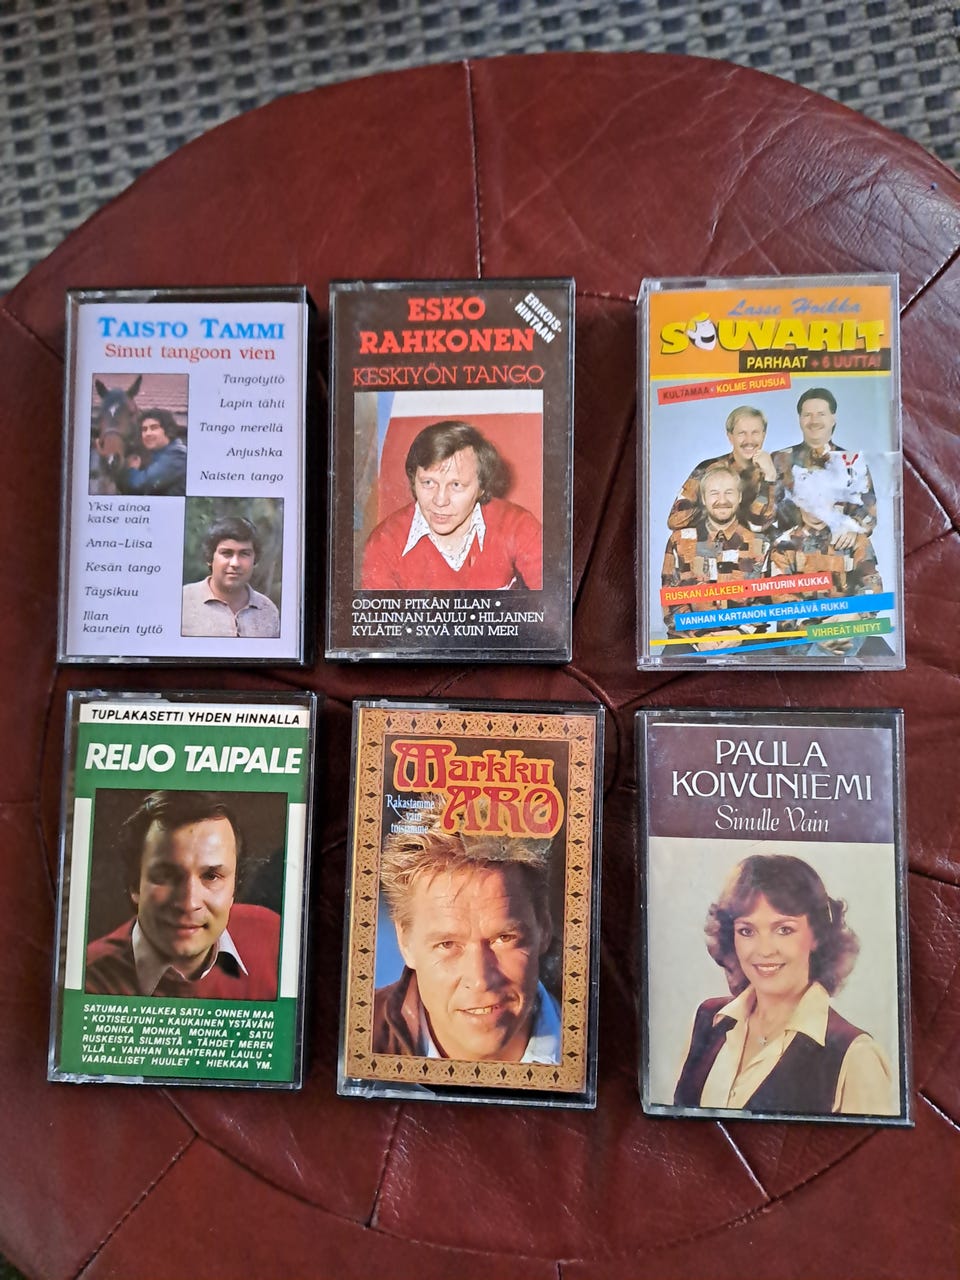 TAISTO TAMMI
Sinut tangoon vien
Tangotyttö
Lapin tähti
Tango merellä
Anjushka
Naisten tango
Yksi ainoa
katse vain
Anna-Liisa
Kesän tango
Täysikuu
Illan
kaunein tyttö
ESKO
RAHKONEN
ERIKOIS-
HINTAAN
KESKIYÖN TANGO
ODOTIN PITKÄN ILLAN •
TALLINNAN LAULU • HILJAINEN
KYLÄTIE • SYVÄ KUIN MERI
Lasse Hoikka
SOUVARIT
PARHAAT + 6 UUTTA!
KULTAMAA • KOLME RUUSUA
RUSKAN JÄLKEEN • TUNTURIN KUKKA
VANHAN KARTANON KEHRÄÄVÄ RUKKI
VIHREÄT NIITYT
TUPLAKASETTI YHDEN HINNALLA
REIJO TAIPALE
SATUMAA • VALKEA SATU • ONNEN MAA
• KOTISEUTUNI • KAUKAINEN YSTÄVÄNI
• MONIKA MONIKA MONIKA • SATU
RUSKEISTA SILMISTÄ • TÄHDET MEREN
YLLÄ • VANHAN VAAHTERAN LAULU •
VAARALLISET HUULET • HIEKKAA YM.
Markku
ARO
Rakastamme
vain
toisiamme
PAULA
KOIVUNIEMI
Sinulle Vain